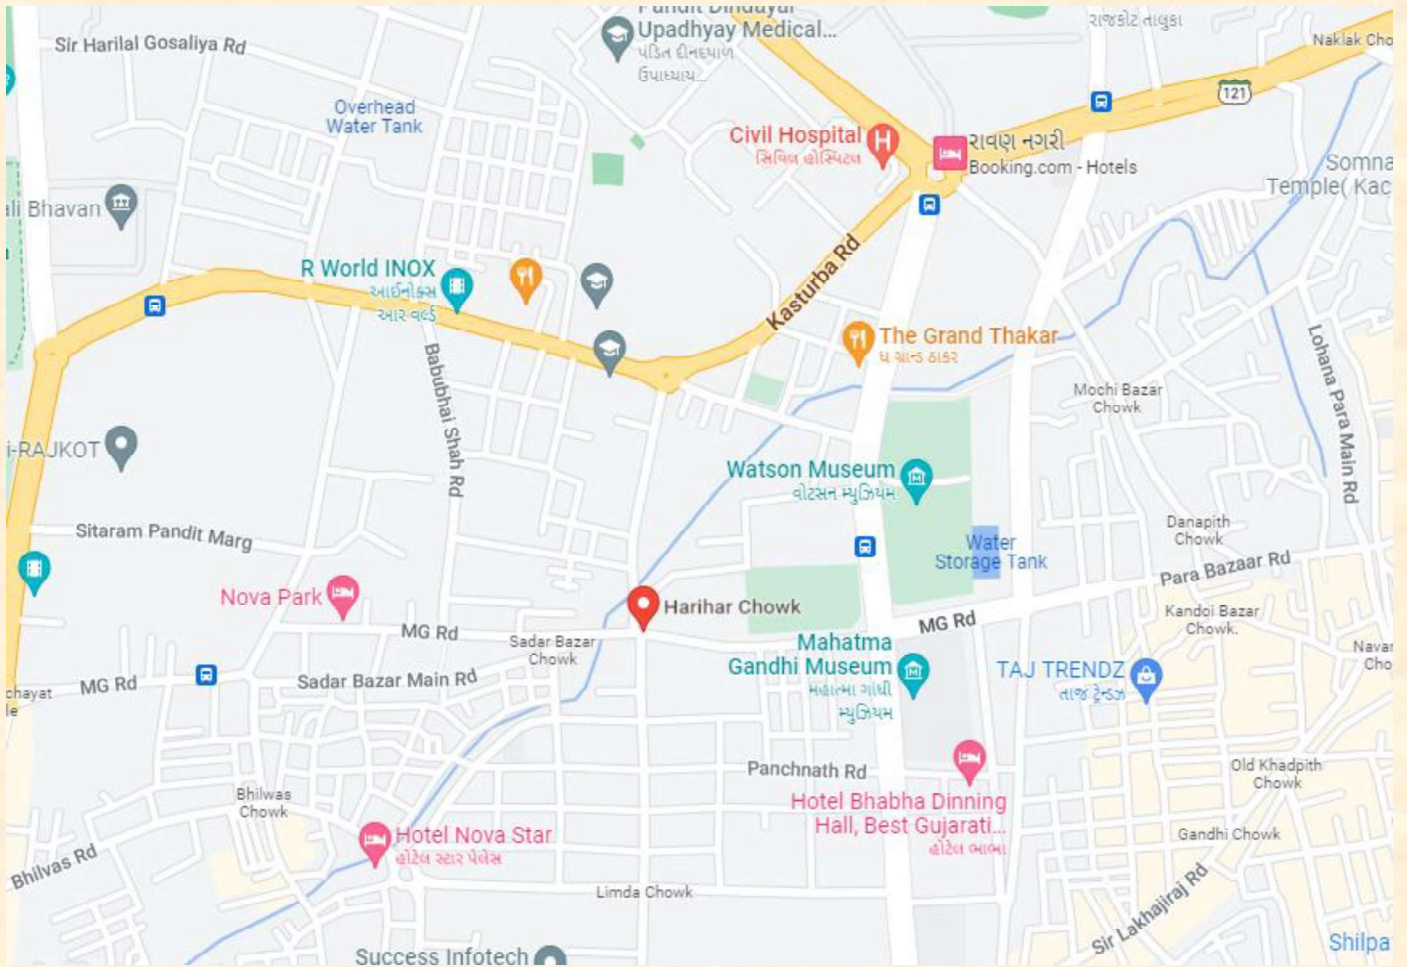 Pandit Dindayal
Upadhyay Medical...
પંડિત દીનદયાળ
ઉપાધ્યાય...
રાજકોટ તાલુકા
Naklak Cho
Sir Harilal Gosaliya Rd
121
Overhead
Water Tank
Civil Hospital
સિવિલ હોસ્પિટલ
H
રાવણ નગરી
Booking.com - Hotels
Somna
Temple( Kac
ali Bhavan
R World INOX
આઈનોક્સ
આર વર્લ્ડ
Kasturba Rd
The Grand Thakar
ધ ગ્રાન્ડ ઠાકર
Babubhai Shah Rd
Lohana Para Main Rd
Mochi Bazar
Chowk
i-RAJKOT
Watson Museum
વોટસન મ્યુઝિયમ
Sitaram Pandit Marg
Danapith
Chowk
Water
Storage Tank
Para Bazaar Rd
Nova Park
Harihar Chowk
Kandoi Bazar
Chowk.
MG Rd
MG Rd
Sadar Bazar
Chowk
Mahatma
Gandhi Museum
મહાત્મા ગાંધી
મ્યુઝિયમ
Navar
Cho
TAJ TRENDZ
તાજ ટ્રેન્ડઝ
chayat
le
MG Rd
Sadar Bazar Main Rd
Panchnath Rd
Old Khadpith
Chowk
Bhilwas
Chowk
Hotel Bhabha Dinning
Hall, Best Gujarati...
હોટેલ ભાભા
Hotel Nova Star
હોટેલ સ્ટાર પેલેસ
Gandhi Chowk
Bhilvas Rd
Limda Chowk
Sir Lakhajiraj Rd
Success Infotech
Shilpa